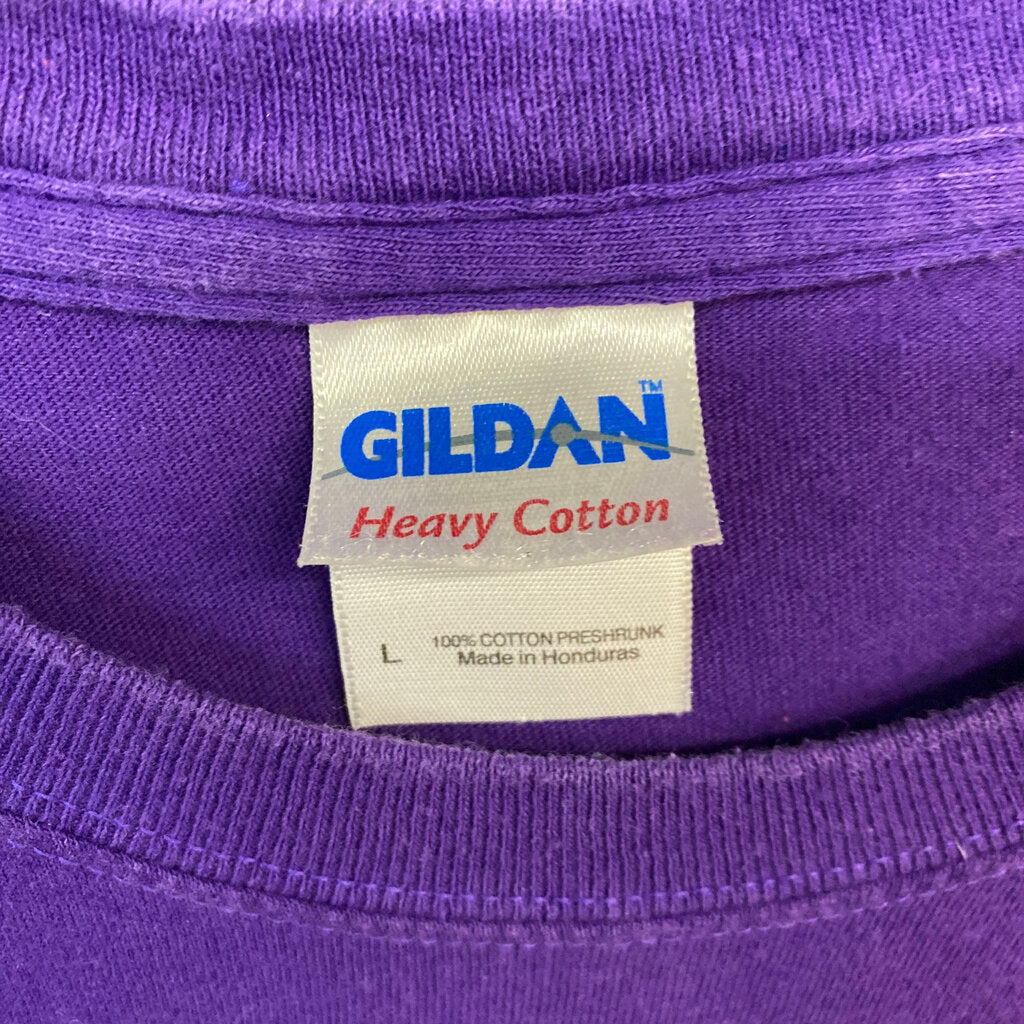 GILDAN™
Heavy Cotton
L 100% COTTON PRESHRUNK
Made in Honduras